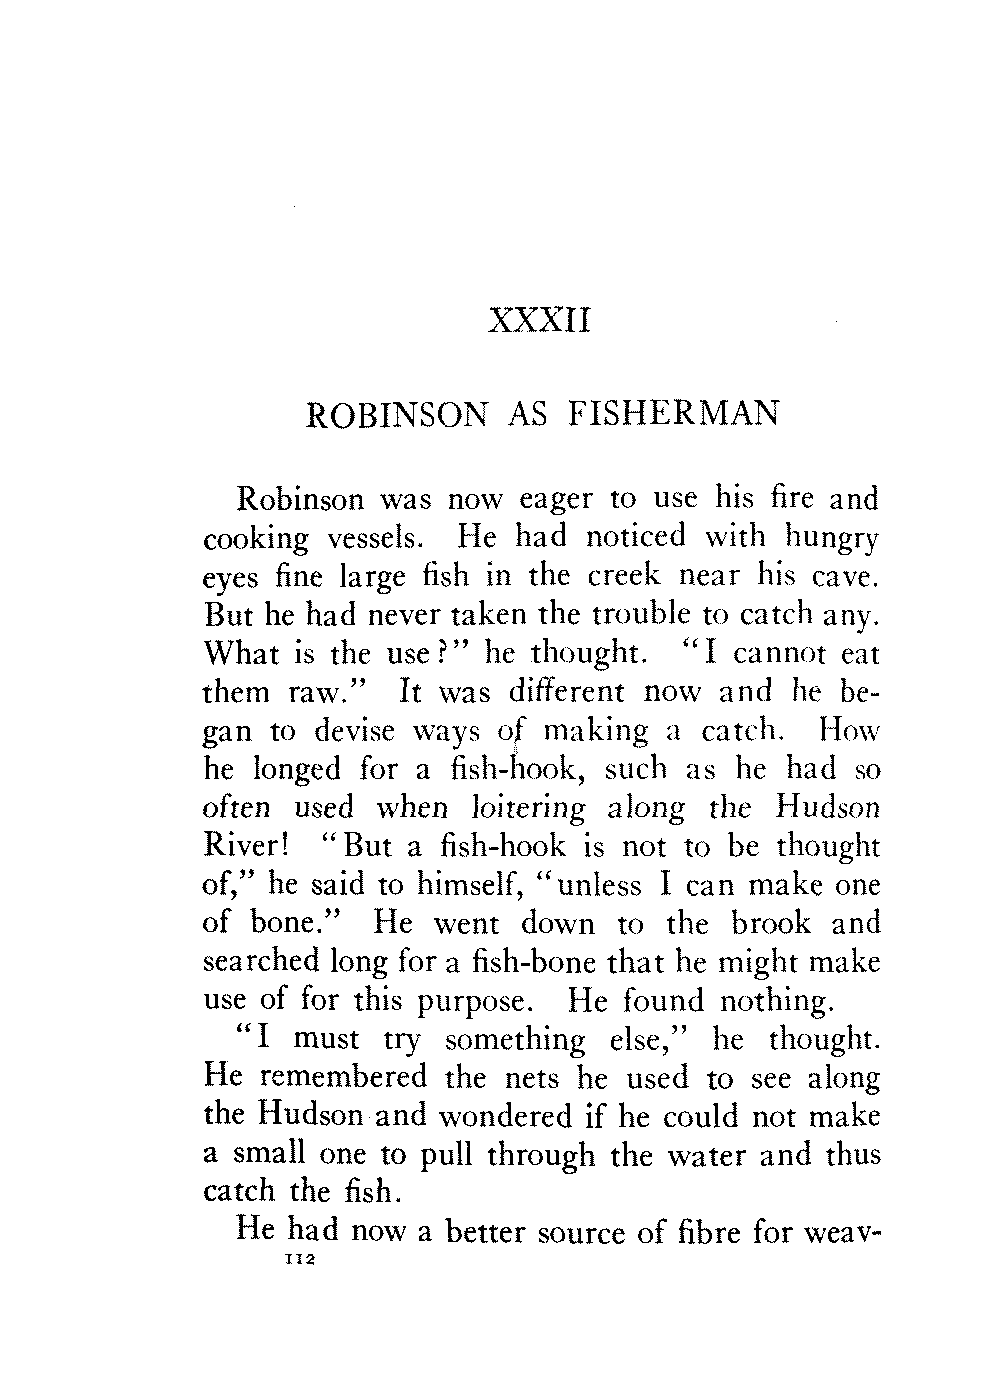 XXXII
ROBINSON AS FISHERMAN
Robinson was now eager to use his fire and
cooking vessels. He had noticed with hungry
eyes fine large fish in the creek near his cave.
But he had never taken the trouble to catch any.
What is the use?" he thought. "I cannot eat
them raw." It was different now and he be-
gan to devise ways of making a catch. How
he longed for a fish-hook, such as he had so
often used when loitering along the Hudson
River! "But a fish-hook is not to be thought
of," he said to himself, "unless I can make one
of bone." He went down to the brook and
searched long for a fish-bone that he might make
use of for this purpose. He found nothing.
"I must try something else," he thought.
He remembered the nets he used to see along
the Hudson and wondered if he could not make
a small one to pull through the water and thus
catch the fish.
He had now a better source of fibre for weav-
112